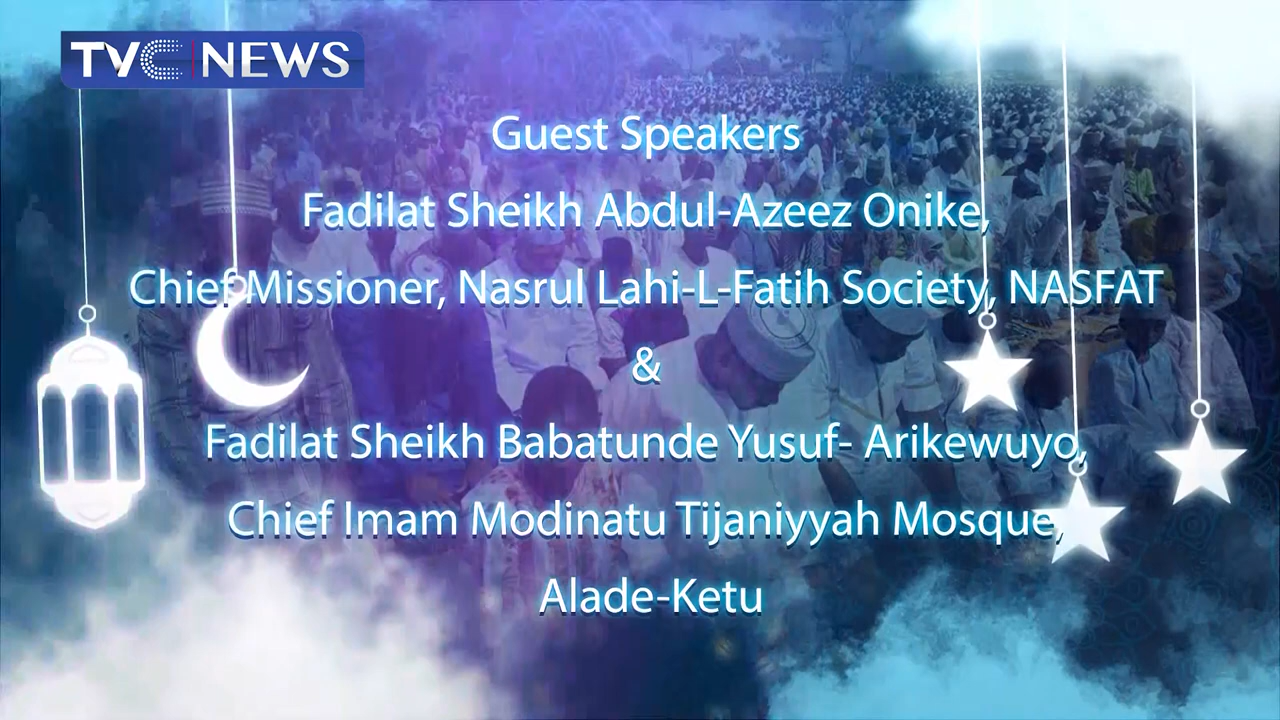 TVC NEWS
Guest Speakers
Fadilat Sheikh Abdul-Azeez Onike,
Chief Missioner, Nasrul Lahi-L-Fatih Society, NASFAT
&
Fadilat Sheikh Babatunde Yusuf- Arikewuyo,
Chief Imam Modinatu Tijaniyyah Mosque,
Alade-Ketu